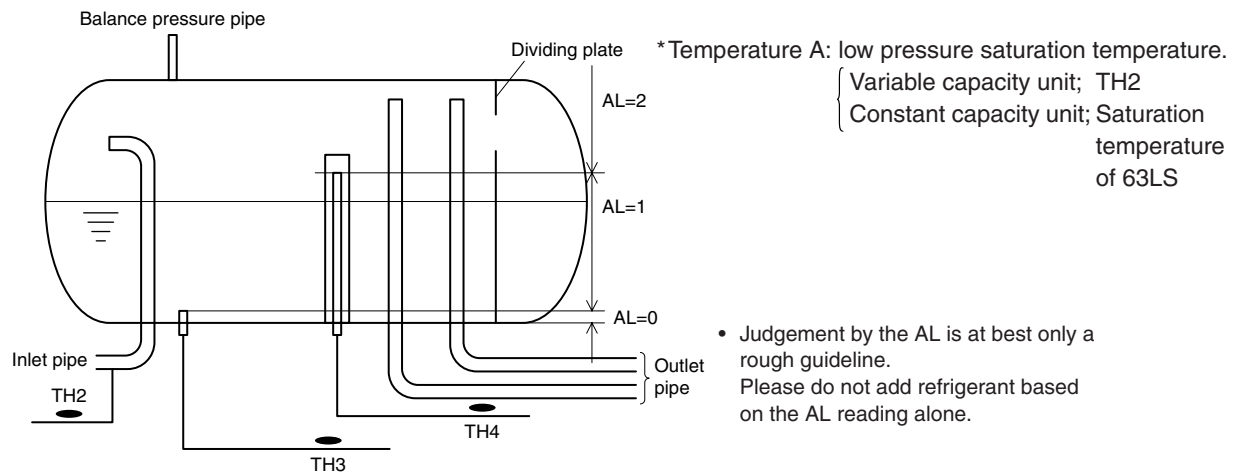 Balance pressure pipe
Dividing plate
* Temperature A: low pressure saturation temperature.
Variable capacity unit; TH2
Constant capacity unit; Saturation
temperature
of 63LS
AL=2
AL=1
AL=0
• Judgement by the AL is at best only a
rough guideline.
Please do not add refrigerant based
on the AL reading alone.
Inlet pipe
Outlet
pipe
TH2
TH4
TH3